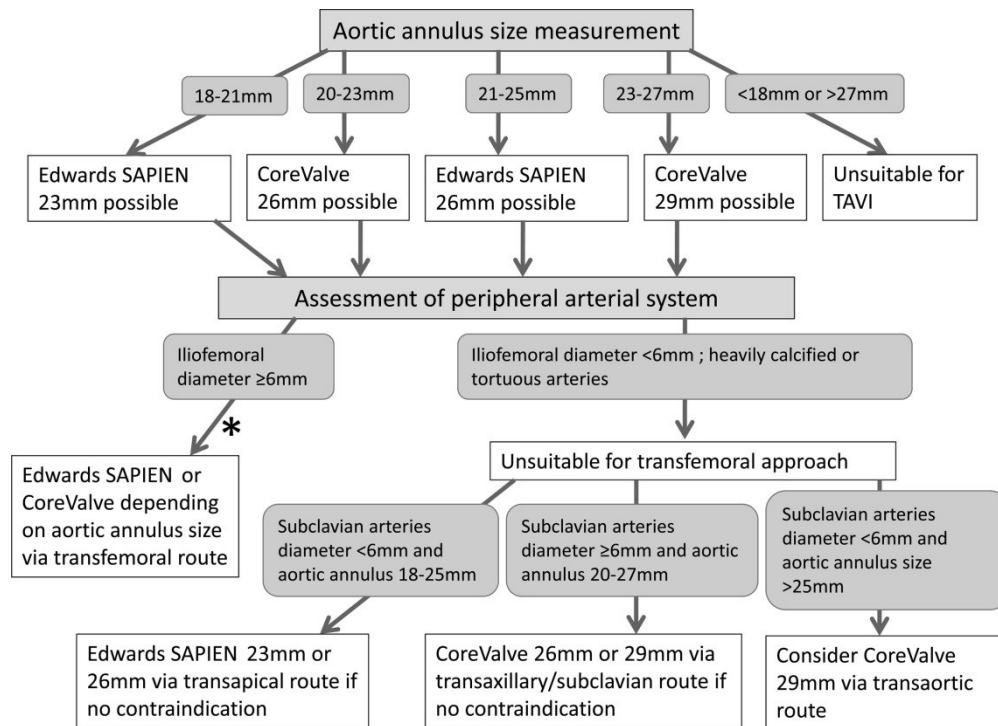 Aortic annulus size measurement
18-21mm
20-23mm
21-25mm
23-27mm
<18mm or >27mm
Edwards SAPIEN
23mm possible
CoreValve
26mm possible
Edwards SAPIEN
26mm possible
CoreValve
29mm possible
Unsuitable for
TAVI
Assessment of peripheral arterial system
Iliofemoral
diameter ≥6mm
Iliofemoral diameter <6mm ; heavily calcified or
tortuous arteries
*
Edwards SAPIEN or
CoreValve depending
on aortic annulus size
via transfemoral route
Unsuitable for transfemoral approach
Subclavian arteries
diameter <6mm and
aortic annulus 18-25mm
Subclavian arteries
diameter ≥6mm and aortic
annulus 20-27mm
Subclavian arteries
diameter <6mm and
aortic annulus size
>25mm
Edwards SAPIEN 23mm or
26mm via transapical route if
no contraindication
CoreValve 26mm or 29mm via
transaxillary/subclavian route if
no contraindication
Consider CoreValve
29mm via transaortic
route